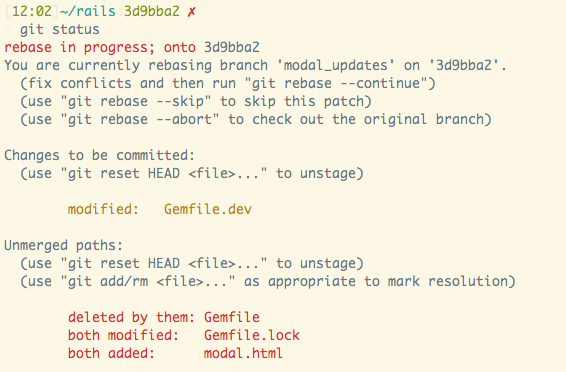 [12:02]~/rails 3d9bba2 ✗
git status
rebase in progress; onto 3d9bba2
You are currently rebasing branch 'modal_updates' on '3d9bba2'.
(fix conflicts and then run "git rebase --continue")
(use "git rebase --skip" to skip this patch)
(use "git rebase --abort" to check out the original branch)
Changes to be committed:
(use "git reset HEAD <file>..." to unstage)
modified: Gemfile.dev
Unmerged paths:
(use "git reset HEAD <file>..." to unstage)
(use "git add/rm <file>..." as appropriate to mark resolution)
deleted by them: Gemfile
both modified: Gemfile.lock
both added: modal.html